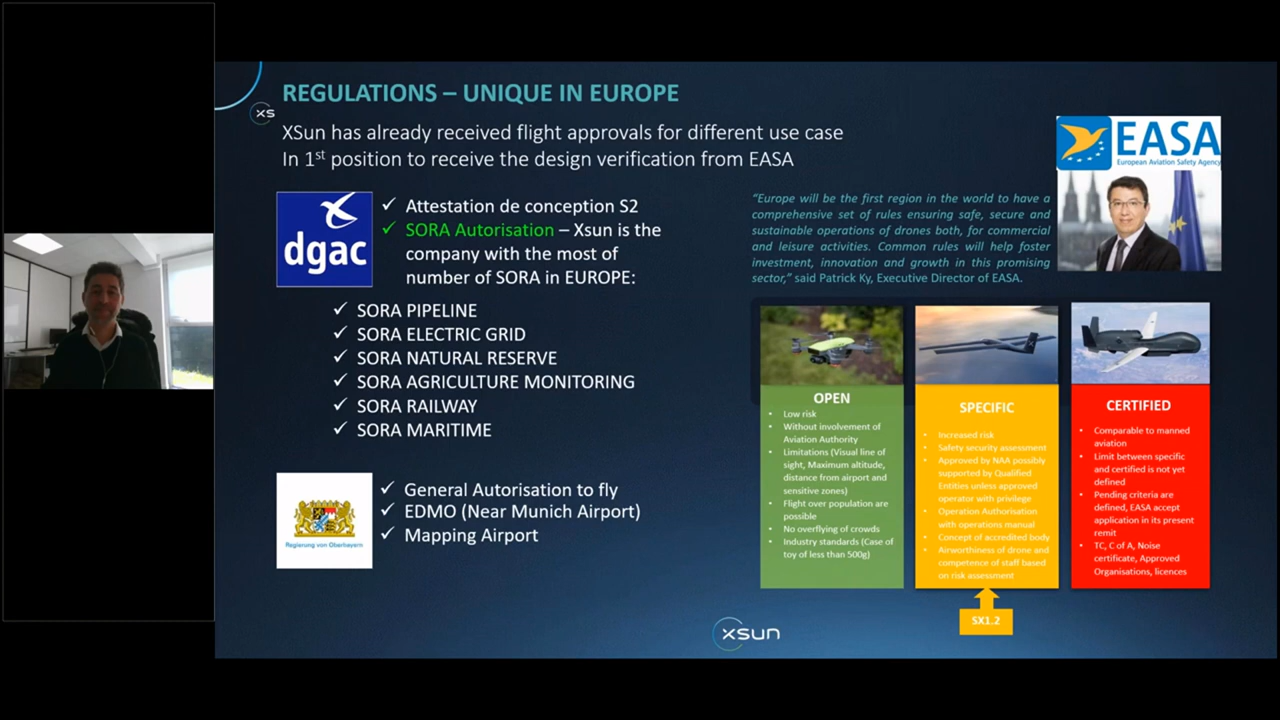 REGULATIONS – UNIQUE IN EUROPE
XS
XSun has already received flight approvals for different use case
In 1st position to receive the design verification from EASA
EASA
European Aviation Safety Agency
dgac
✓ Attestation de conception S2
✓ SORA Autorisation – Xsun is the
company with the most of
number of SORA in EUROPE:
✓ SORA PIPELINE
✓ SORA ELECTRIC GRID
✓ SORA NATURAL RESERVE
✓ SORA AGRICULTURE MONITORING
✓ SORA RAILWAY
✓ SORA MARITIME
Regierung von Oberbayern
✓ General Autorisation to fly
✓ EDMO (Near Munich Airport)
✓ Mapping Airport
“Europe will be the first region in the world to have a
comprehensive set of rules ensuring safe, secure and
sustainable operations of drones both, for commercial
and leisure activities. Common rules will help foster
investment, innovation and growth in this promising
sector,” said Patrick Ky, Executive Director of EASA.
OPEN
• Low risk
• Without involvement of
Aviation Authority
• Limitations (Visual line of
sight, Maximum altitude,
distance from airport and
sensitive zones)
• Flight over population are
possible
• No overflying of crowds
• Industry standards (Case of
toy of less than 500g)
SPECIFIC
• Increased risk
• Safety security assessment
• Approved by NAA possibly
supported by Qualified
Entities unless approved
operator with privilege
• Operation Authorisation
with operations manual
• Concept of accredited body
• Airworthiness of drone and
competence of staff based
on risk assessment
CERTIFIED
• Comparable to manned
aviation
• Limit between specific
and certified is not yet
defined
• Pending criteria are
defined, EASA accept
application in its present
remit
• TC, C of A, Noise
certificate, Approved
Organisations, licences
SX1.2
xsun